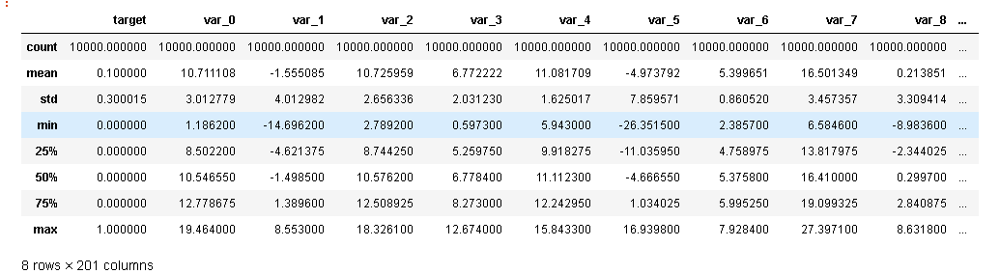 target var_0 var_1 var_2 var_3 var_4 var_5 var_6 var_7 var_8 ...
count 10000.000000 10000.000000 10000.000000 10000.000000 10000.000000 10000.000000 10000.000000 10000.000000 10000.000000 10000.000000 ...
mean 0.100000 10.711108 -1.555085 10.725959 6.772222 11.081709 -4.973792 5.399651 16.501349 0.213851 ...
std 0.300015 3.012779 4.012982 2.656336 2.031230 1.625017 7.859571 0.860520 3.457357 3.309414 ...
min 0.000000 1.186200 -14.696200 2.789200 0.597300 5.943000 -26.351500 2.385700 6.584600 -8.983600 ...
25% 0.000000 8.502200 -4.621375 8.744250 5.259750 9.918275 -11.035950 4.758975 13.817975 -2.344025 ...
50% 0.000000 10.546550 -1.498500 10.576200 6.778400 11.112300 -4.666550 5.375800 16.410000 0.299700 ...
75% 0.000000 12.778675 1.389600 12.508925 8.273000 12.242950 1.034025 5.995250 19.099325 2.840875 ...
max 1.000000 19.464000 8.553000 18.326100 12.674000 15.843300 16.939800 7.928400 27.397100 8.631800 ...
8 rows × 201 columns